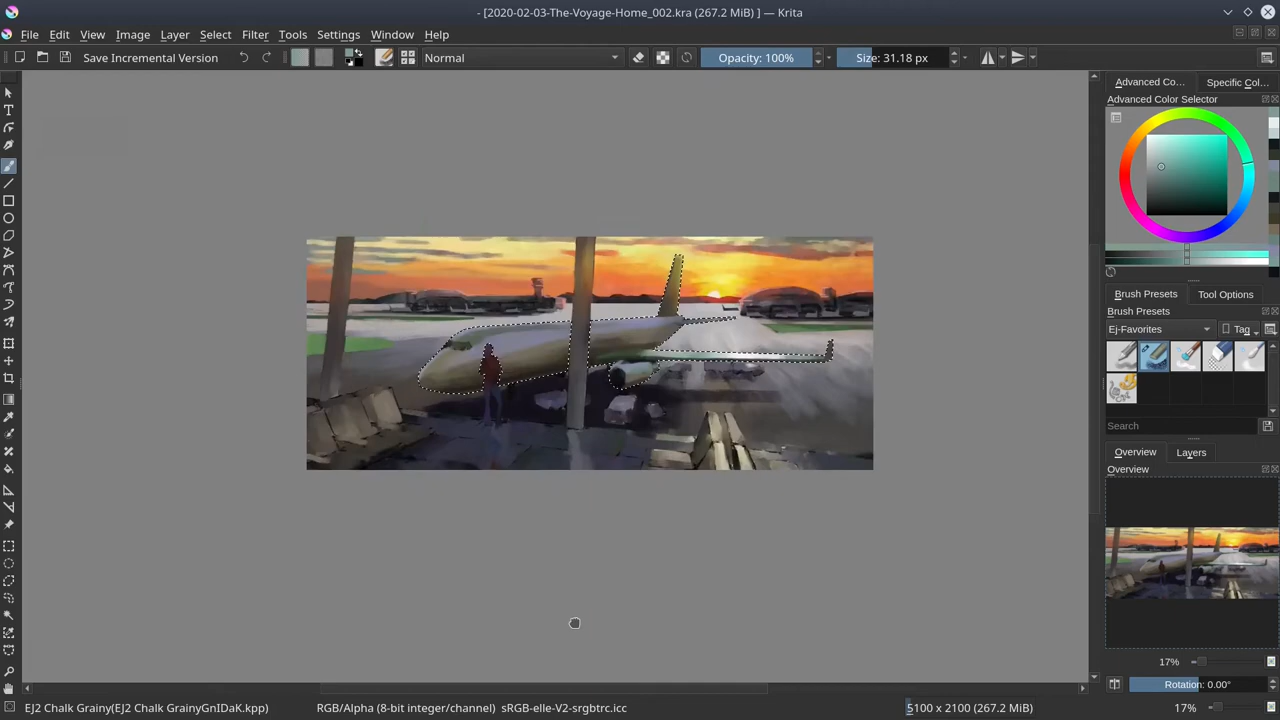 - [2020-02-03-The-Voyage-Home_002.kra (267.2 MiB) ] — Krita
File Edit View Image Layer Select Filter Tools Settings Window Help
Save Incremental Version Normal Opacity: 100% Size: 31.18 px
Advanced Co... Specific Col...
Advanced Color Selector
Brush Presets Tool Options
Brush Presets
Ej-Favorites Tag
Search
Overview Layers
Overview
17%
Rotation: 0.00°
EJ2 Chalk Grainy(EJ2 Chalk GrainyGnIDaK.kpp) RGB/Alpha (8-bit integer/channel) sRGB-elle-V2-srgbtrc.icc 5100 x 2100 (267.2 MiB) 17%